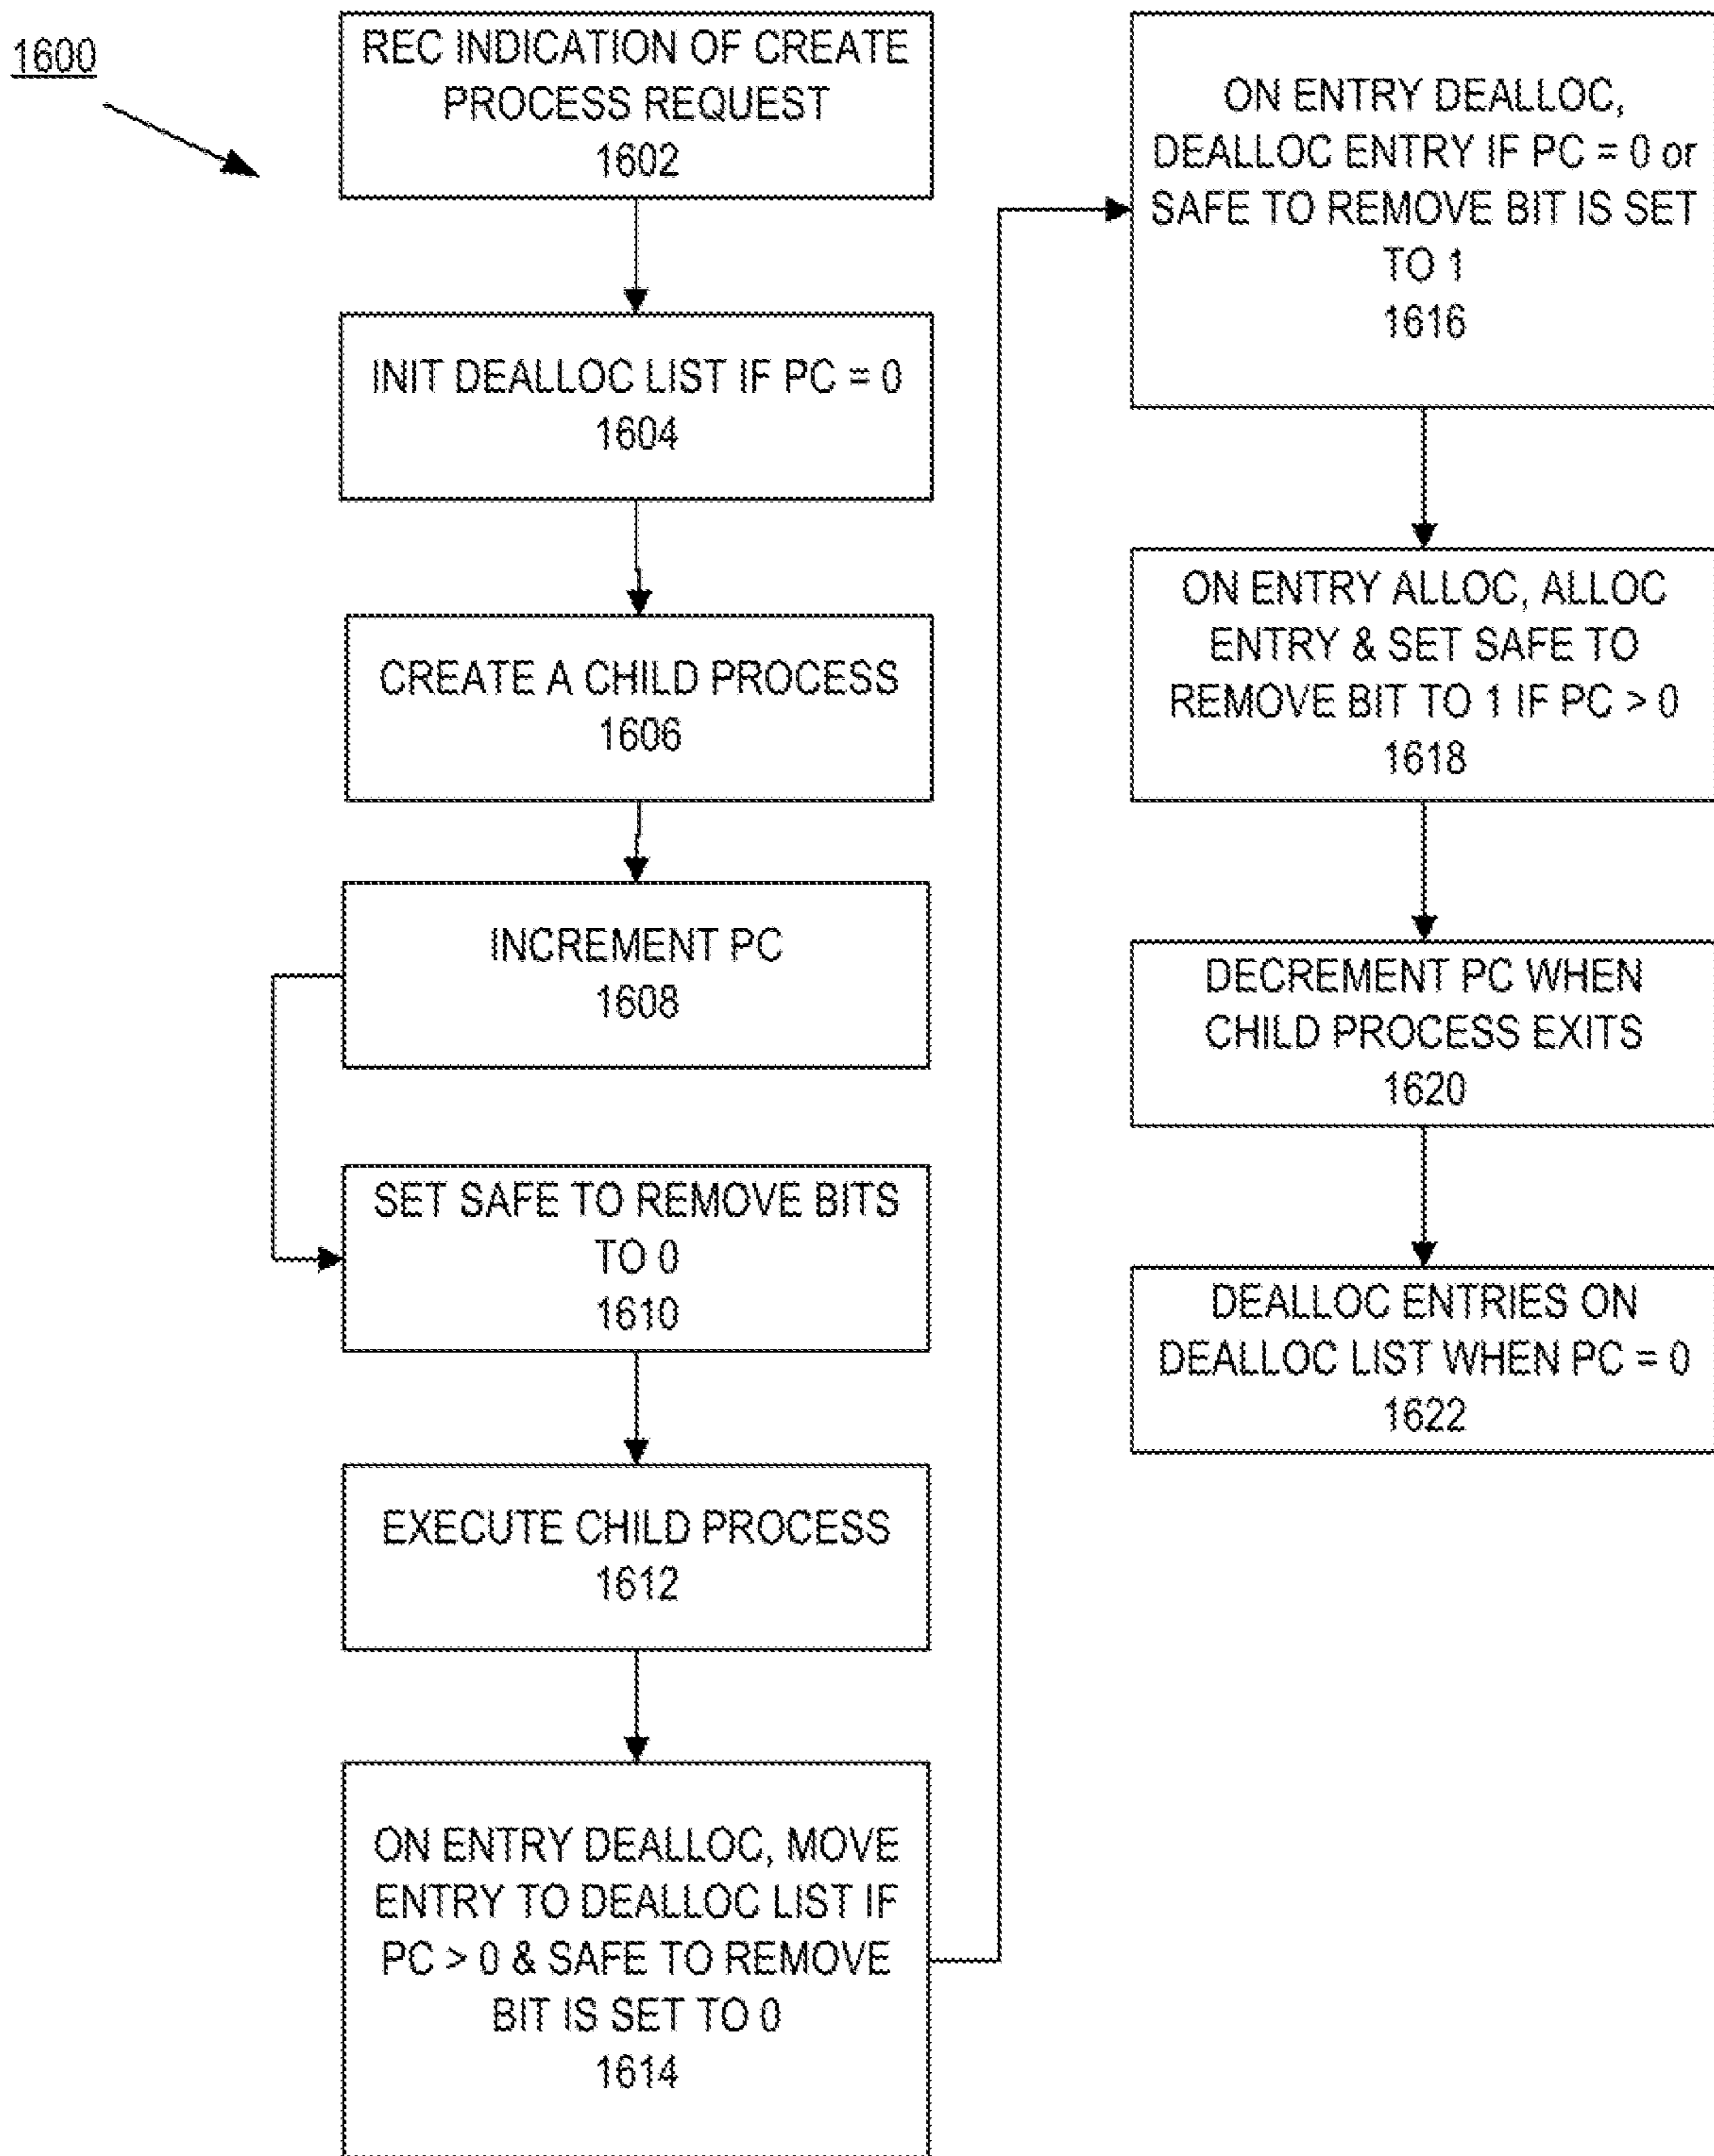 1600
REC INDICATION OF CREATE
PROCESS REQUEST
1602
INIT DEALLOC LIST IF PC = 0
1604
CREATE A CHILD PROCESS
1606
INCREMENT PC
1608
SET SAFE TO REMOVE BITS
TO 0
1610
EXECUTE CHILD PROCESS
1612
ON ENTRY DEALLOC, MOVE
ENTRY TO DEALLOC LIST IF
PC > 0 & SAFE TO REMOVE
BIT IS SET TO 0
1614
ON ENTRY DEALLOC,
DEALLOC ENTRY IF PC = 0 or
SAFE TO REMOVE BIT IS SET
TO 1
1616
ON ENTRY ALLOC, ALLOC
ENTRY & SET SAFE TO
REMOVE BIT TO 1 IF PC > 0
1618
DECREMENT PC WHEN
CHILD PROCESS EXITS
1620
DEALLOC ENTRIES ON
DEALLOC LIST WHEN PC = 0
1622